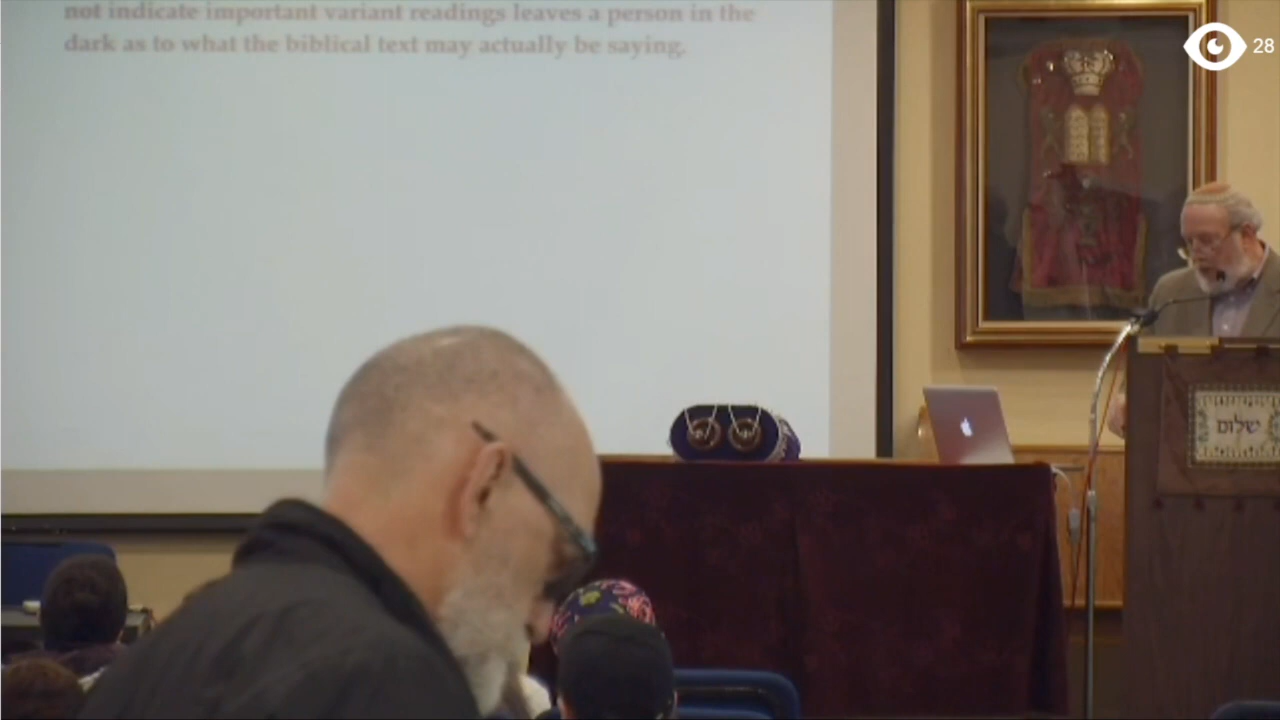 not indicate important variant readings leaves a person in the
dark as to what the biblical text may actually be saying.
28
שלום